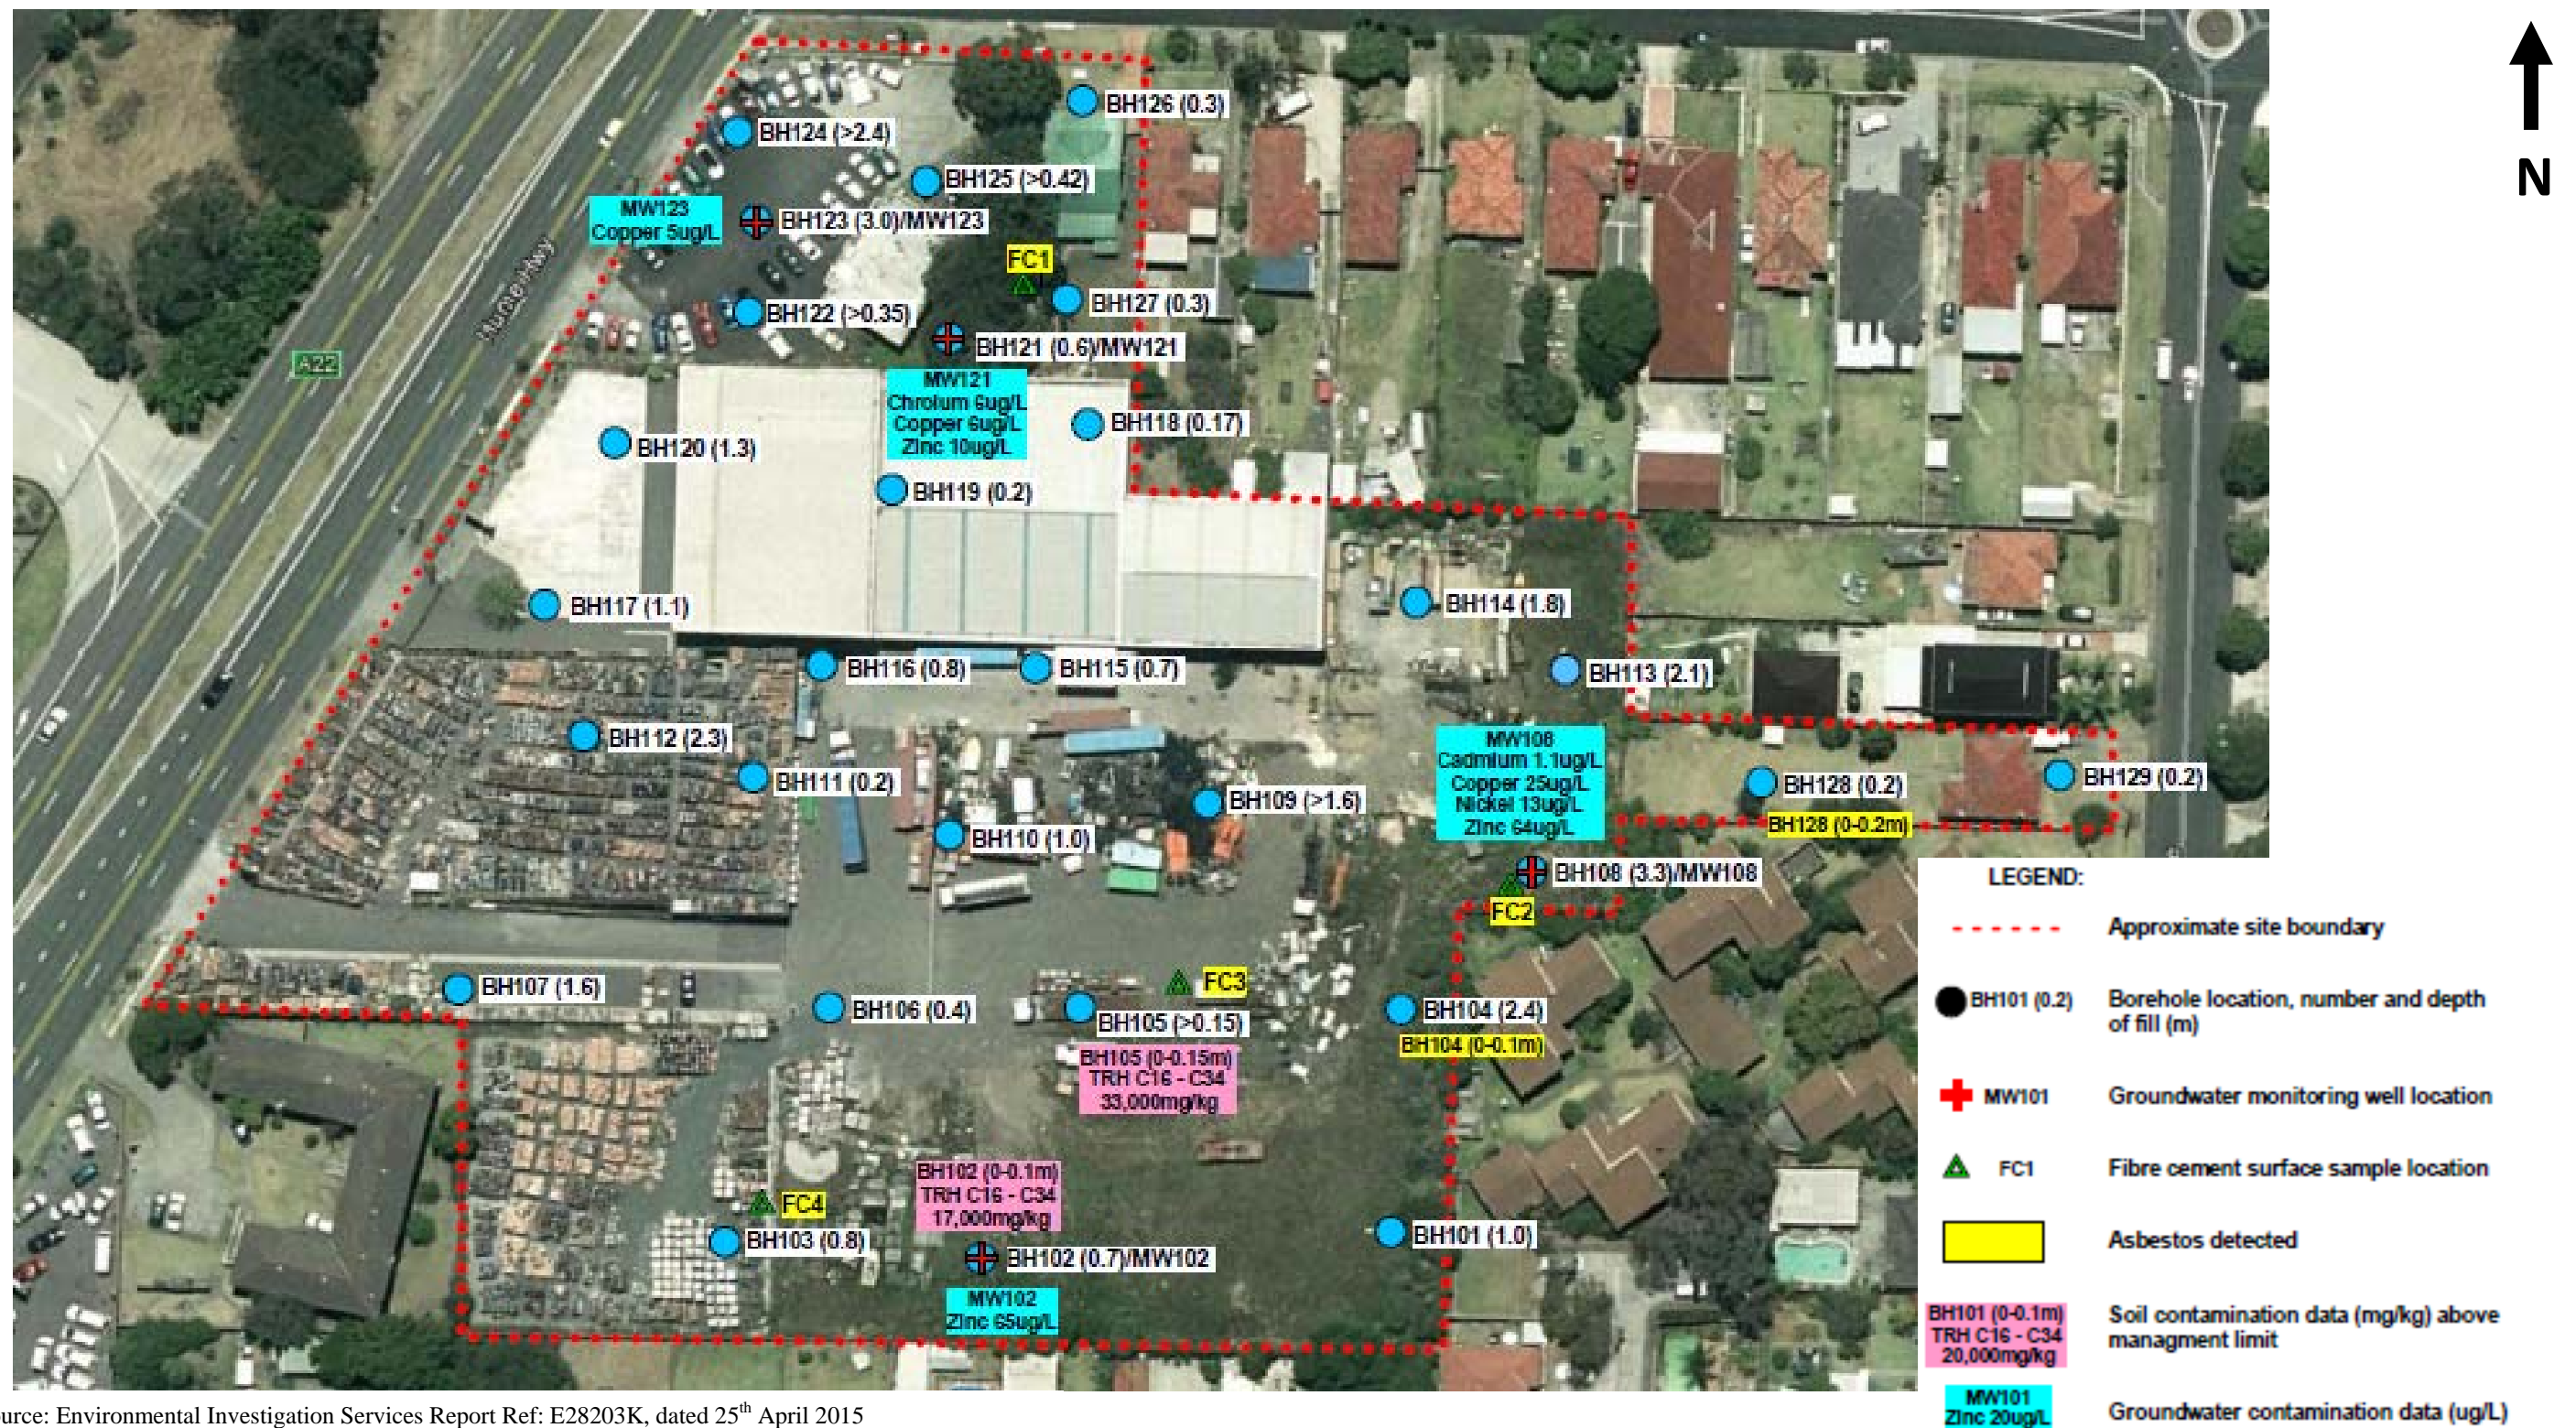 N
BH126 (0.3)
BH124 (>2.4)
BH125 (>0.42)
MW123
Copper 5ug/L
BH123 (3.0)/MW123
FC1
BH127 (0.3)
Hume Hwy
BH122 (>0.35)
BH121 (0.6)/MW121
A22
MW121
Chroium 6ug/L
Copper 6ug/L
Zinc 10ug/L
BH118 (0.17)
BH120 (1.3)
BH119 (0.2)
BH117 (1.1)
BH114 (1.8)
BH116 (0.8)
BH115 (0.7)
BH113 (2.1)
BH112 (2.3)
MW108
Cadmium 1.1ug/L
Copper 25ug/L
Nickel 13ug/L
Zinc 64ug/L
BH111 (0.2)
BH128 (0.2)
BH129 (0.2)
BH109 (>1.6)
BH128 (0-0.2m)
BH110 (1.0)
BH108 (3.3)/MW108
FC2
BH107 (1.6)
FC3
BH106 (0.4)
BH105 (>0.15)
BH104 (2.4)
BH104 (0-0.1m)
BH105 (0-0.15m)
TRH C16 - C34
33,000mg/kg
BH102 (0-0.1m)
TRH C16 - C34
17,000mg/kg
FC4
BH103 (0.8)
BH101 (1.0)
BH102 (0.7)/MW102
MW102
Zinc 65ug/L
LEGEND:
Approximate site boundary
BH101 (0.2)
Borehole location, number and depth
of fill (m)
MW101
Groundwater monitoring well location
FC1
Fibre cement surface sample location
Asbestos detected
BH101 (0-0.1m)
TRH C16 - C34
20,000mg/kg
Soil contamination data (mg/kg) above
managment limit
MW101
Zinc 20ug/L
Groundwater contamination data (ug/L)
ource: Environmental Investigation Services Report Ref: E28203K, dated 25th April 2015